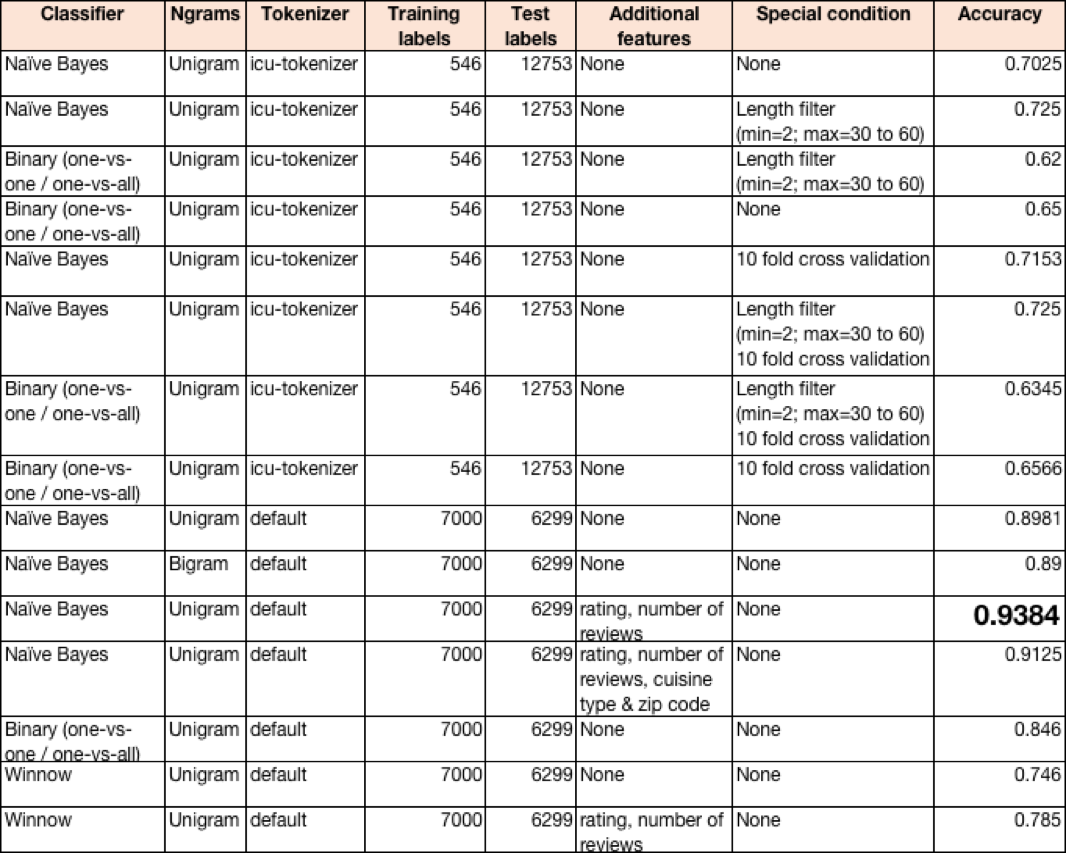 Classifier Ngrams Tokenizer Training labels Test labels Additional features Special condition Accuracy
Naïve Bayes Unigram icu-tokenizer 546 12753 None None 0.7025
Naïve Bayes Unigram icu-tokenizer 546 12753 None Length filter (min=2; max=30 to 60) 0.725
Binary (one-vs-one / one-vs-all) Unigram icu-tokenizer 546 12753 None Length filter (min=2; max=30 to 60) 0.62
Binary (one-vs-one / one-vs-all) Unigram icu-tokenizer 546 12753 None None 0.65
Naïve Bayes Unigram icu-tokenizer 546 12753 None 10 fold cross validation 0.7153
Naïve Bayes Unigram icu-tokenizer 546 12753 None Length filter (min=2; max=30 to 60) 10 fold cross validation 0.725
Binary (one-vs-one / one-vs-all) Unigram icu-tokenizer 546 12753 None Length filter (min=2; max=30 to 60) 10 fold cross validation 0.6345
Binary (one-vs-one / one-vs-all) Unigram icu-tokenizer 546 12753 None 10 fold cross validation 0.6566
Naïve Bayes Unigram default 7000 6299 None None 0.8981
Naïve Bayes Bigram default 7000 6299 None None 0.89
Naïve Bayes Unigram default 7000 6299 rating, number of reviews None 0.9384
Naïve Bayes Unigram default 7000 6299 rating, number of reviews, cuisine type & zip code None 0.9125
Binary (one-vs-one / one-vs-all) Unigram default 7000 6299 None None 0.846
Winnow Unigram default 7000 6299 None None 0.746
Winnow Unigram default 7000 6299 rating, number of reviews None 0.785